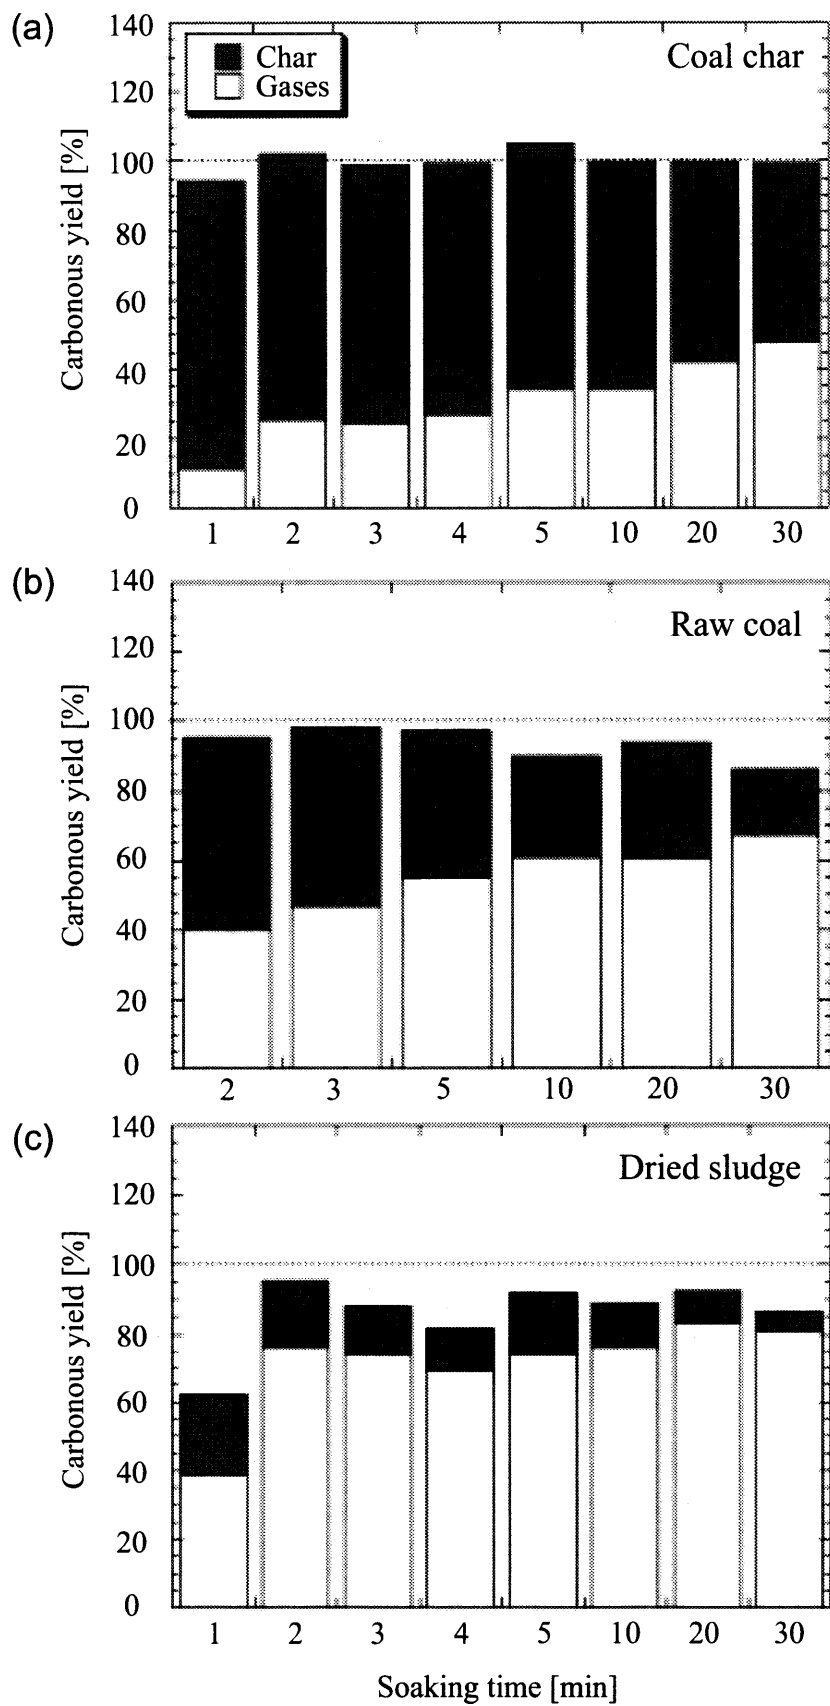 (a)
140
120
100
80
60
40
20
0
Carbonous yield [%]
Char
Gases
Coal char
1 2 3 4 5 10 20 30
(b)
140
120
100
80
60
40
20
0
Carbonous yield [%]
Raw coal
2 3 5 10 20 30
(c)
140
120
100
80
60
40
20
0
Carbonous yield [%]
Dried sludge
1 2 3 4 5 10 20 30
Soaking time [min]